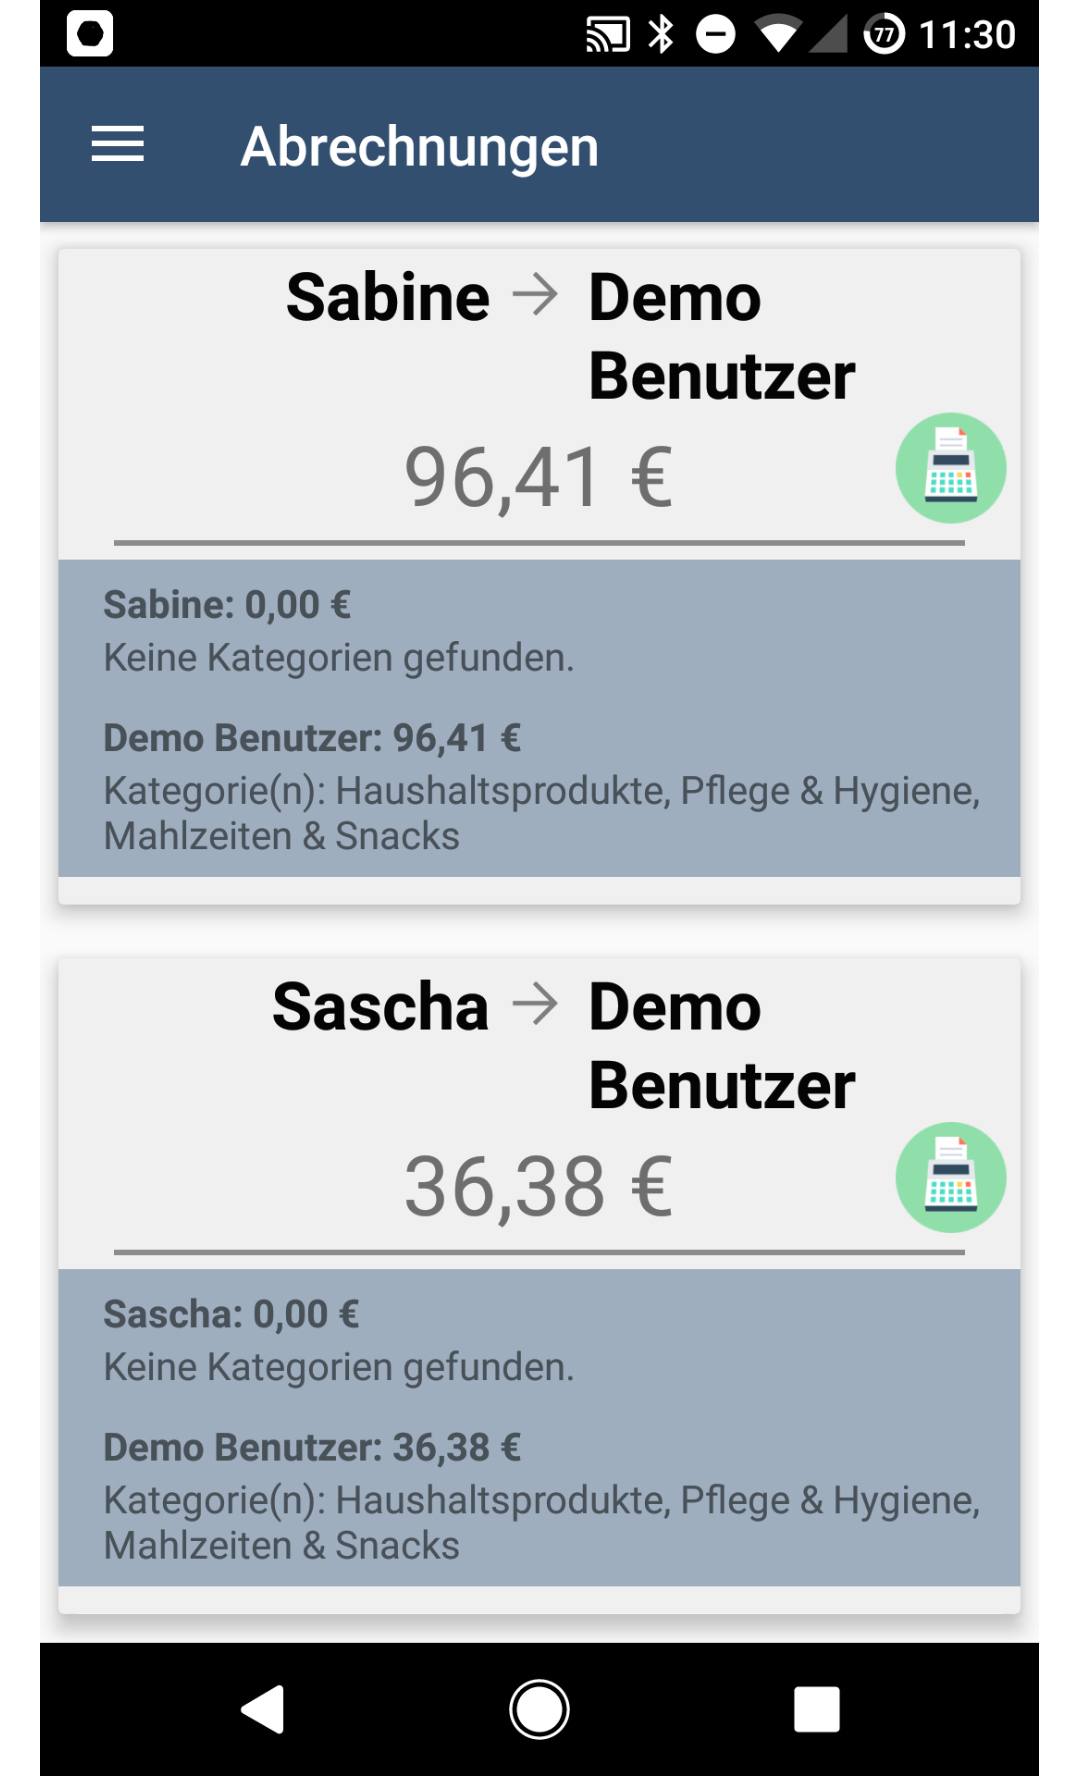 77 11:30
Abrechnungen
Sabine → Demo
Benutzer
96,41 €
Sabine: 0,00 €
Keine Kategorien gefunden.
Demo Benutzer: 96,41 €
Kategorie(n): Haushaltsprodukte, Pflege & Hygiene,
Mahlzeiten & Snacks
Sascha → Demo
Benutzer
36,38 €
Sascha: 0,00 €
Keine Kategorien gefunden.
Demo Benutzer: 36,38 €
Kategorie(n): Haushaltsprodukte, Pflege & Hygiene,
Mahlzeiten & Snacks